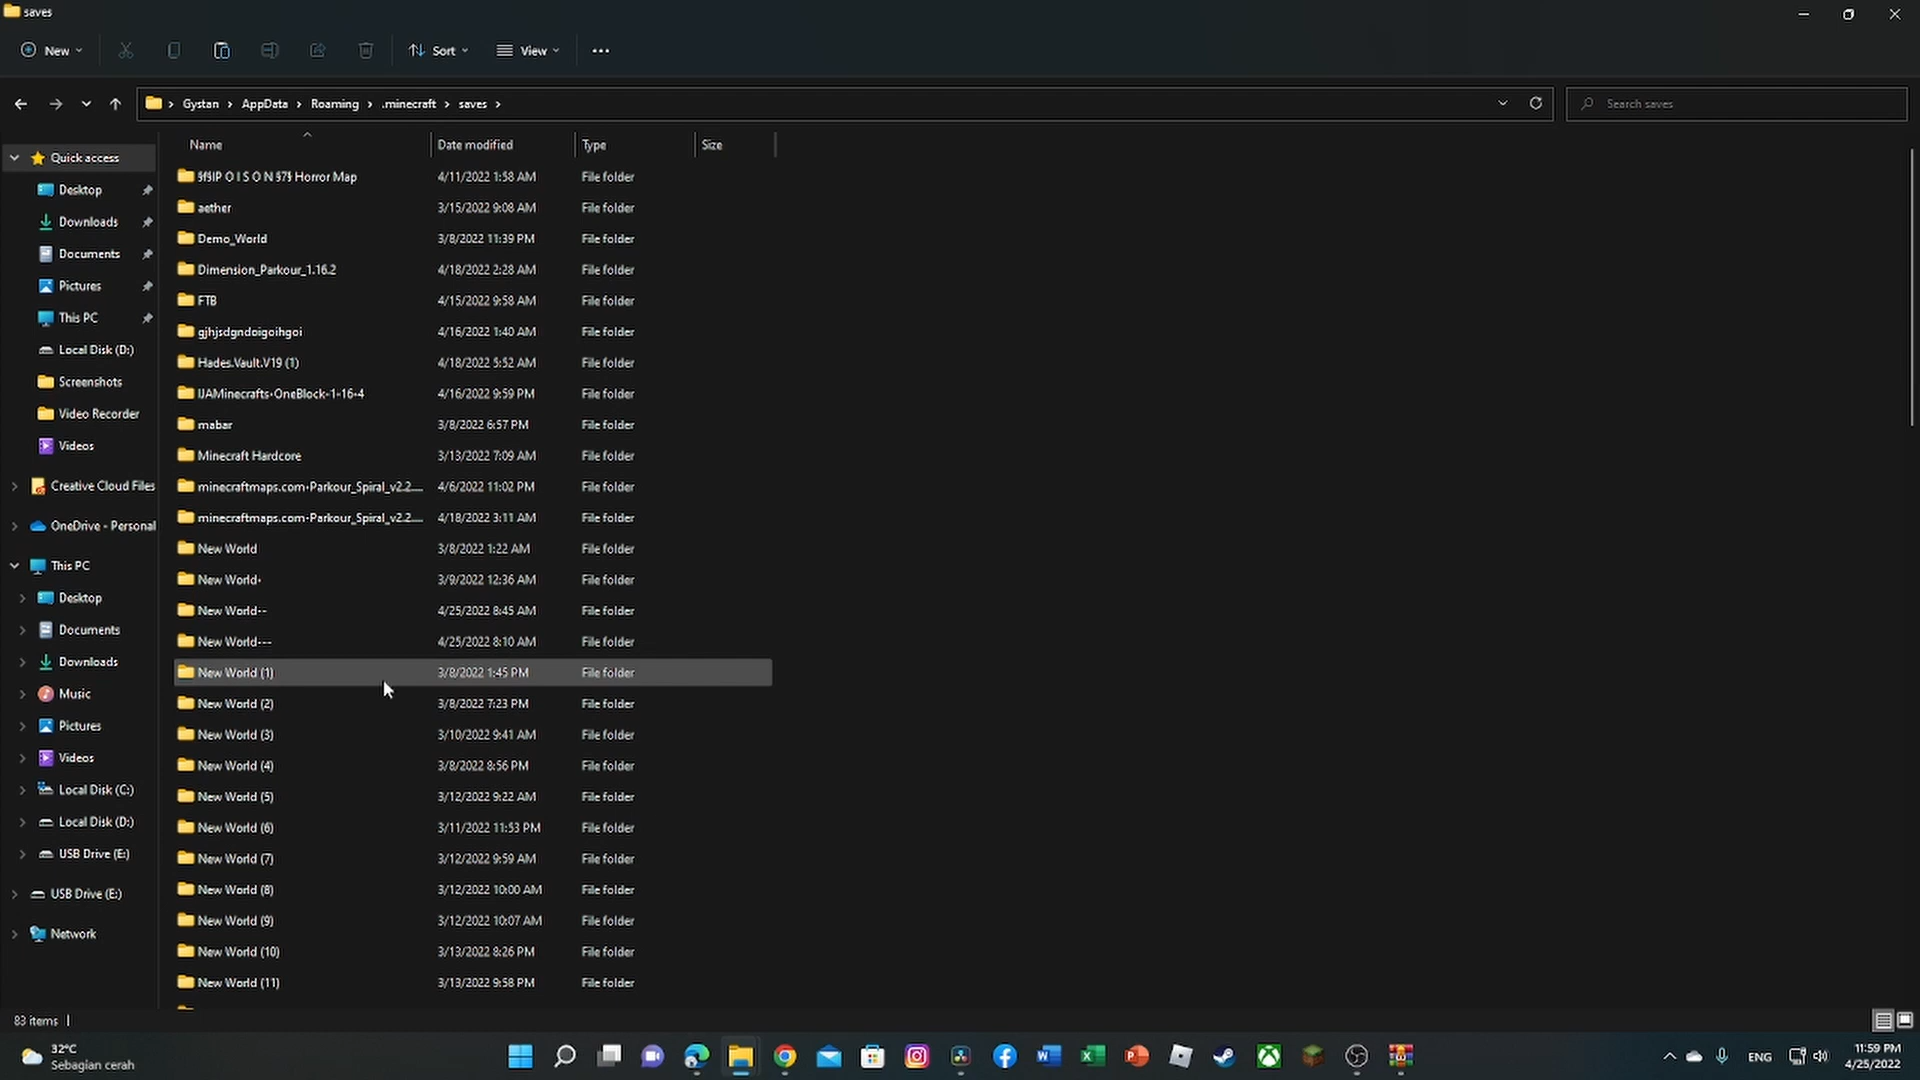 saves
New Sort View
Gystan AppData Roaming .minecraft saves Search saves
Name Date modified Type Size
Quick access
Desktop
Downloads
Documents
Pictures
This PC
Local Disk (D:)
Screenshots
Video Recorder
Videos
Creative Cloud Files
OneDrive - Personal
This PC
Desktop
Documents
Downloads
Music
Pictures
Videos
Local Disk (C:)
Local Disk (D:)
USB Drive (E:)
USB Drive (E:)
Network
§f§lP O I S O N §7§ Horror Map 4/11/2022 1:58 AM File folder
aether 3/15/2022 9:08 AM File folder
Demo_World 3/8/2022 11:39 PM File folder
Dimension_Parkour_1.16.2 4/18/2022 2:28 AM File folder
FTB 4/15/2022 9:58 AM File folder
gjhjsdgndoigoihgoi 4/16/2022 1:40 AM File folder
Hades.Vault.V19 (1) 4/18/2022 5:52 AM File folder
IJAMinecrafts-OneBlock-1-16-4 4/16/2022 9:59 PM File folder
mabar 3/8/2022 6:57 PM File folder
Minecraft Hardcore 3/13/2022 7:09 AM File folder
minecraftmaps.com-Parkour_Spiral_v2.2... 4/6/2022 11:02 PM File folder
minecraftmaps.com-Parkour_Spiral_v2.2... 4/18/2022 3:11 AM File folder
New World 3/8/2022 1:22 AM File folder
New World- 3/9/2022 12:36 AM File folder
New World-- 4/25/2022 8:45 AM File folder
New World--- 4/25/2022 8:10 AM File folder
New World (1) 3/8/2022 1:45 PM File folder
New World (2) 3/8/2022 7:23 PM File folder
New World (3) 3/10/2022 9:41 AM File folder
New World (4) 3/8/2022 8:56 PM File folder
New World (5) 3/12/2022 9:22 AM File folder
New World (6) 3/11/2022 11:53 PM File folder
New World (7) 3/12/2022 9:59 AM File folder
New World (8) 3/12/2022 10:00 AM File folder
New World (9) 3/12/2022 10:07 AM File folder
New World (10) 3/13/2022 8:26 PM File folder
New World (11) 3/13/2022 9:58 PM File folder
83 items
32°C
Sebagian cerah
ENG
11:59 PM
4/25/2022